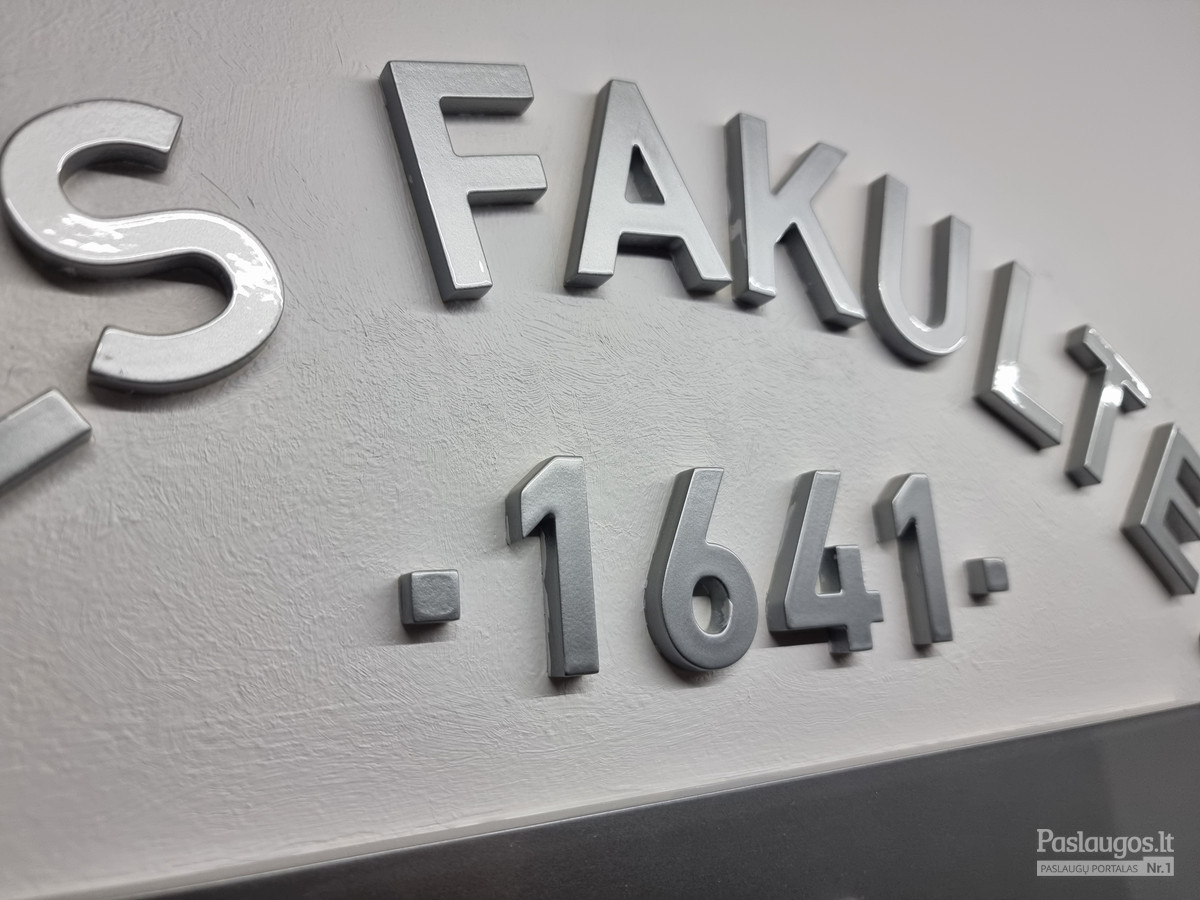 S FAKULTE
·1641·
Paslaugos.lt
PASLAUGŲ PORTALAS Nr.1